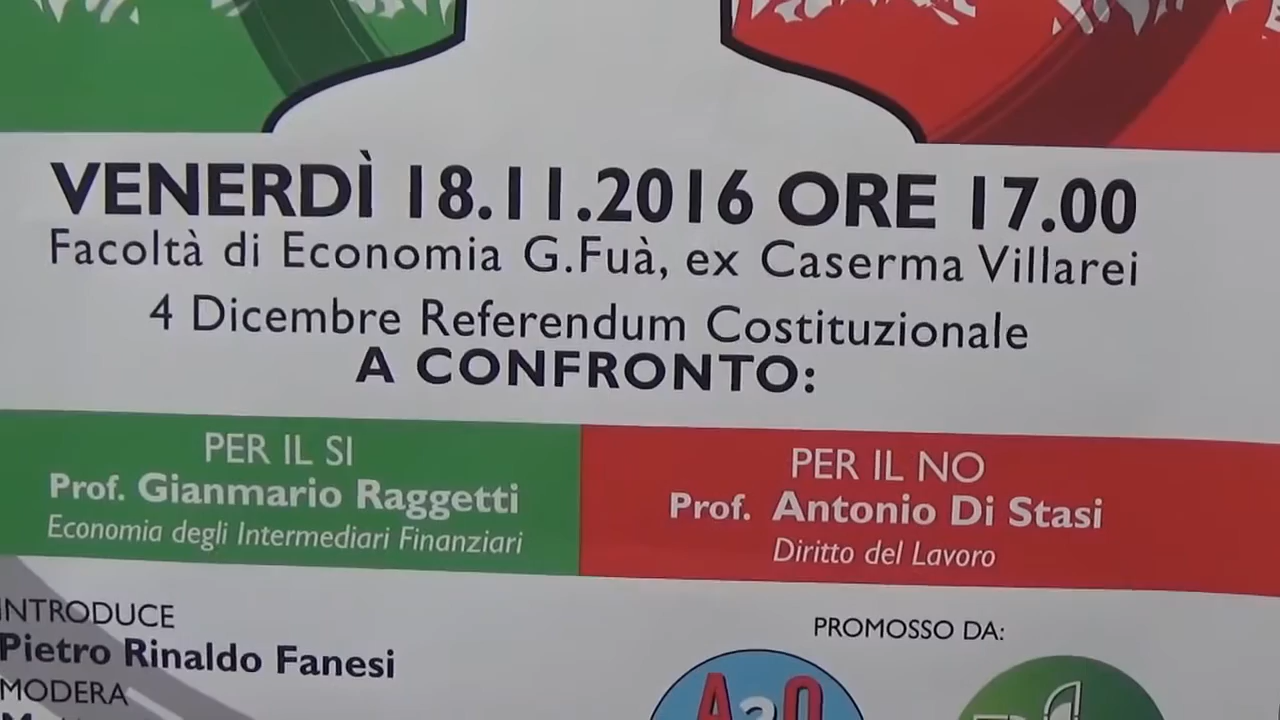 VENERDÌ 18.11.2016 ORE 17.00
Facoltà di Economia G.Fuà, ex Caserma Villarei
4 Dicembre Referendum Costituzionale
A CONFRONTO:
PER IL SI
Prof. Gianmario Raggetti
Economia degli Intermediari Finanziari
PER IL NO
Prof. Antonio Di Stasi
Diritto del Lavoro
INTRODUCE
Pietro Rinaldo Fanesi
MODERA
PROMOSSO DA:
A2O